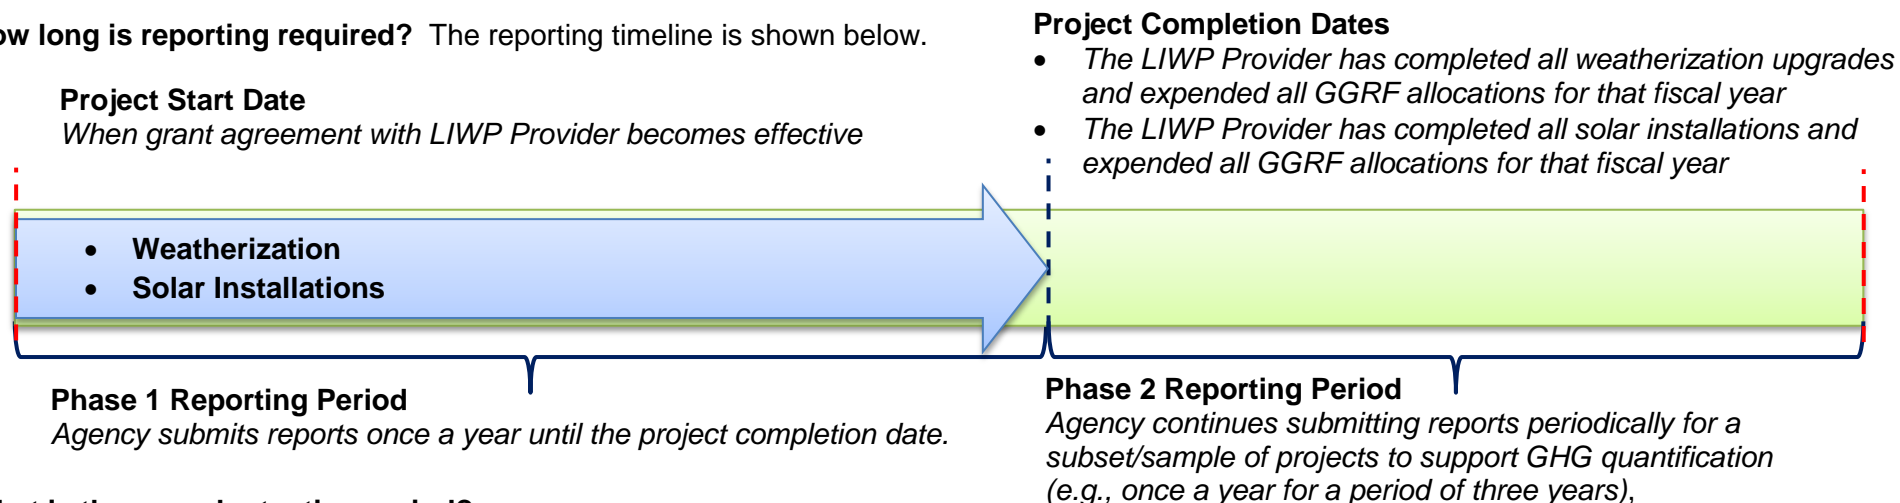 long is reporting required? The reporting timeline is shown below.
Project Start Date
When grant agreement with LIWP Provider becomes effective
Project Completion Dates
• The LIWP Provider has completed all weatherization upgrades
and expended all GGRF allocations for that fiscal year
• The LIWP Provider has completed all solar installations and
expended all GGRF allocations for that fiscal year
• Weatherization
• Solar Installations
Phase 1 Reporting Period
Agency submits reports once a year until the project completion date.
Phase 2 Reporting Period
Agency continues submitting reports periodically for a
subset/sample of projects to support GHG quantification
(e.g., once a year for a period of three years),